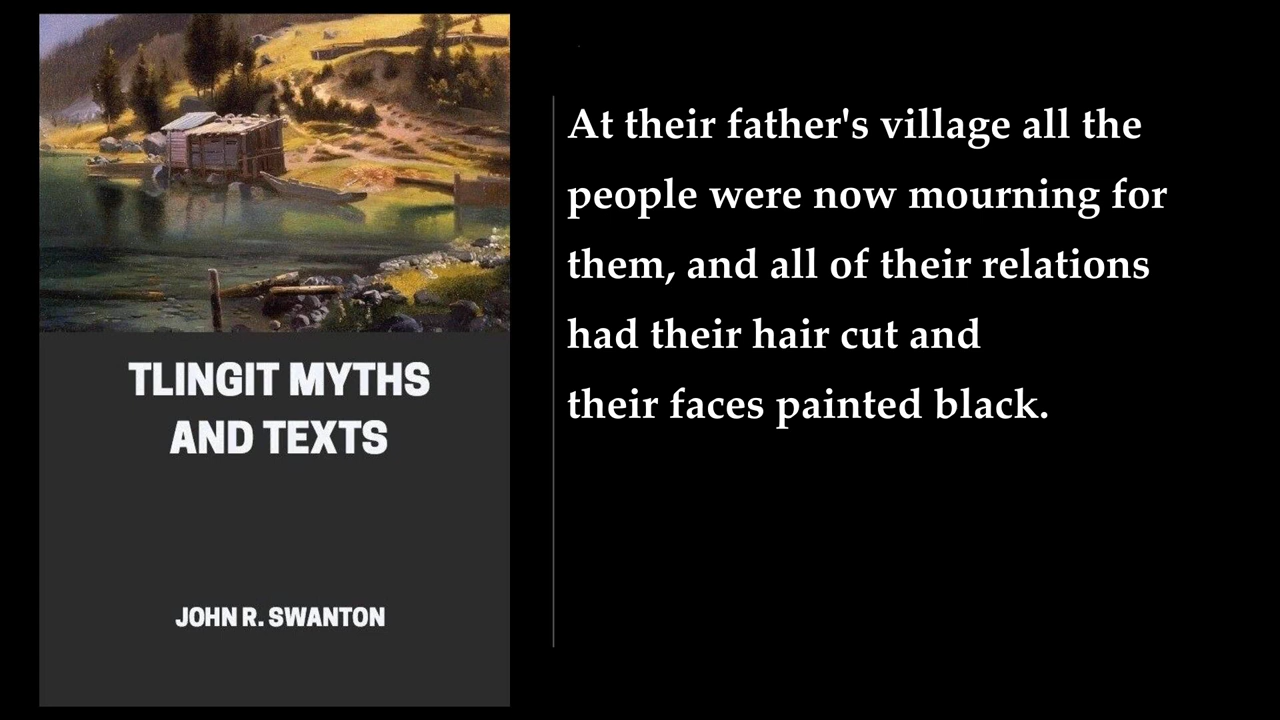 TLINGIT MYTHS
AND TEXTS
JOHN R. SWANTON
At their father's village all the
people were now mourning for
them, and all of their relations
had their hair cut and
their faces painted black.